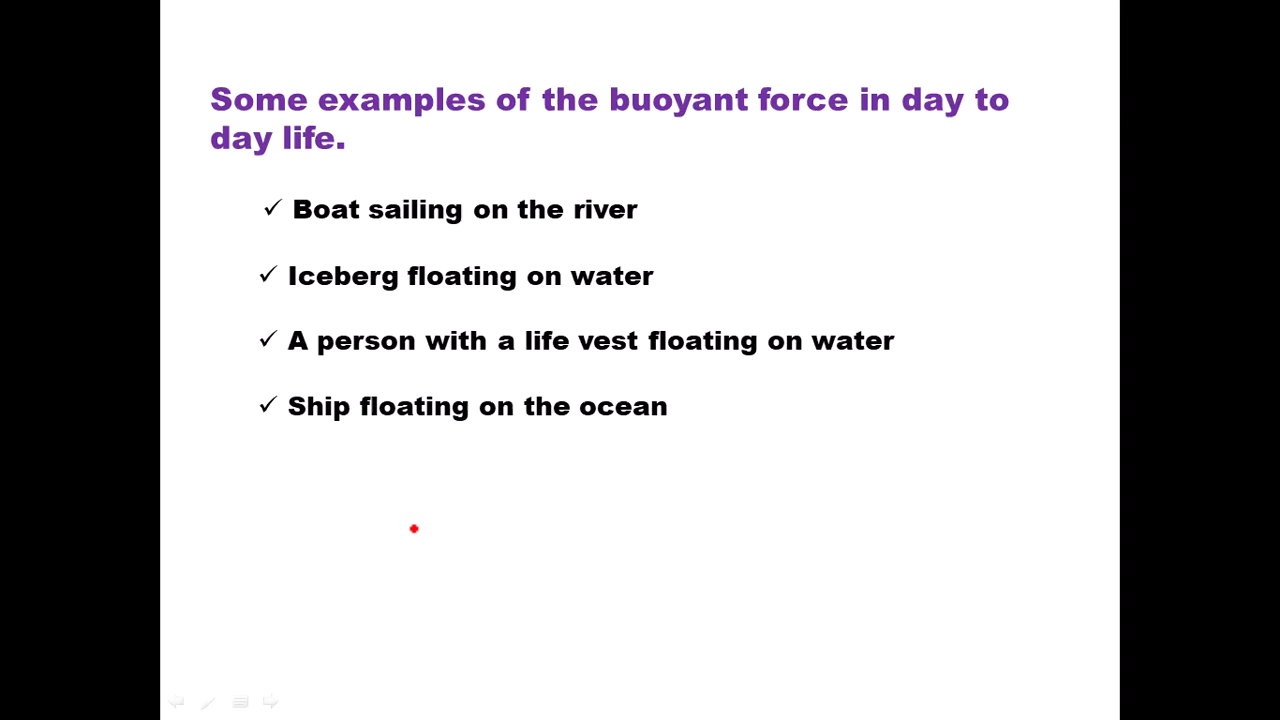 Some examples of the buoyant force in day to
day life.
✓ Boat sailing on the river
✓ Iceberg floating on water
✓ A person with a life vest floating on water
✓ Ship floating on the ocean